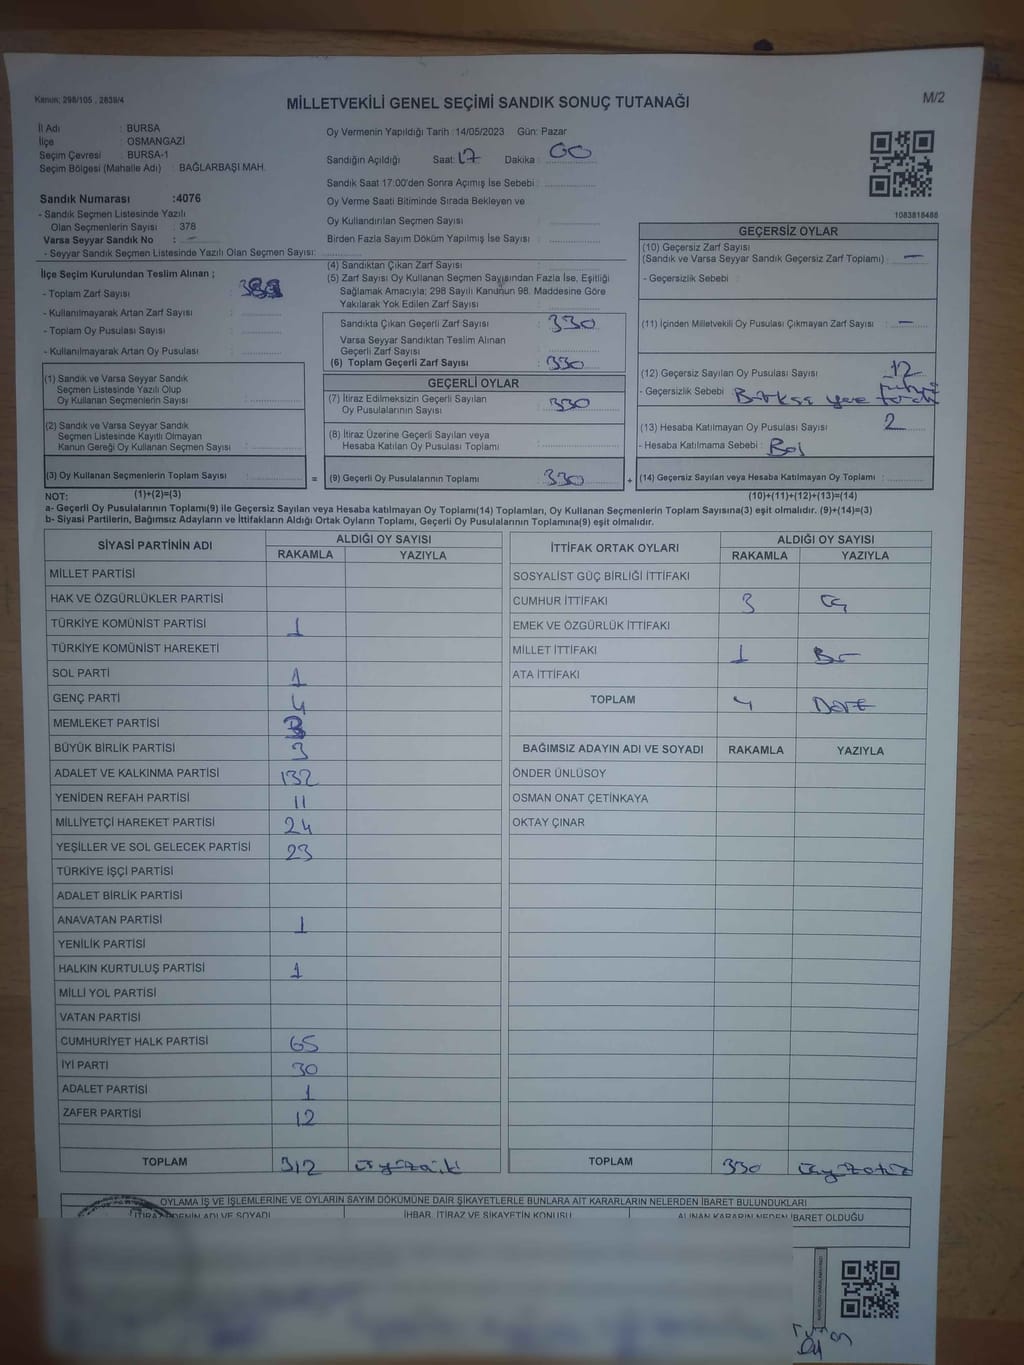 Kanun; 298/105 , 2839/4
MİLLETVEKİLİ GENEL SEÇİMİ SANDIK SONUÇ TUTANAĞI
M/2
İl Adı : BURSA
İlçe : OSMANGAZİ
Seçim Çevresi : BURSA-1
Seçim Bölgesi (Mahalle Adı) : BAĞLARBAŞI MAH.
Sandık Numarası :4076
- Sandık Seçmen Listesinde Yazılı
Olan Seçmenlerin Sayısı : 378
Varsa Seyyar Sandık No :
- Seyyar Sandık Seçmen Listesinde Yazılı Olan Seçmen Sayısı:
Oy Vermenin Yapıldığı Tarih :14/05/2023 Gün: Pazar
Sandığın Açıldığı Saat: 17 Dakika : 00
Sandık Saat 17:00'den Sonra Açımış İse Sebebi :
Oy Verme Saati Bitiminde Sırada Bekleyen ve
Oy Kullandırılan Seçmen Sayısı
Birden Fazla Sayım Döküm Yapılmış İse Sayısı :
1083818488
İlçe Seçim Kurulundan Teslim Alınan ;
- Toplam Zarf Sayısı :
- Kullanılmayarak Artan Zarf Sayısı :
- Toplam Oy Pusulası Sayısı :
- Kullanılmayarak Artan Oy Pusulası :
(4) Sandıktan Çıkan Zarf Sayısı :
(5) Zarf Sayısı Oy Kullanan Seçmen Sayısından Fazla İse, Eşitliği
Sağlamak Amacıyla; 298 Sayılı Kanunun 98. Maddesine Göre
Yakılarak Yok Edilen Zarf Sayısı :
Sandıkta Çıkan Geçerli Zarf Sayısı : 330
Varsa Seyyar Sandıktan Teslim Alınan
Geçerli Zarf Sayısı :
(6) Toplam Geçerli Zarf Sayısı : 330
GEÇERSİZ OYLAR
(10) Geçersiz Zarf Sayısı
(Sandık ve Varsa Seyyar Sandık Geçersiz Zarf Toplamı) : —
- Geçersizlik Sebebi :
(11) İçinden Milletvekili Oy Pusulası Çıkmayan Zarf Sayısı : —
(12) Geçersiz Sayılan Oy Pusulası Sayısı : 12
- Geçersizlik Sebebi :
(13) Hesaba Katılmayan Oy Pusulası Sayısı : 2
- Hesaba Katılmama Sebebi : Boş
(14) Geçersiz Sayılan veya Hesaba Katılmayan Oy Toplamı :
(1) Sandık ve Varsa Seyyar Sandık
Seçmen Listesinde Yazılı Olup
Oy Kullanan Seçmenlerin Sayısı :
(2) Sandık ve Varsa Seyyar Sandık
Seçmen Listesinde Kayıtlı Olmayan
Kanun Gereği Oy Kullanan Seçmen Sayısı :
(3) Oy Kullanan Seçmenlerin Toplam Sayısı :
GEÇERLİ OYLAR
(7) İtiraz Edilmeksizin Geçerli Sayılan
Oy Pusulalarının Sayısı : 330
(8) İtiraz Üzerine Geçerli Sayılan veya
Hesaba Katılan Oy Pusulası Toplamı :
= (9) Geçerli Oy Pusulalarının Toplamı : 330 +
NOT: (1)+(2)=(3) (10)+(11)+(12)+(13)=(14)
a- Geçerli Oy Pusulalarının Toplamı(9) ile Geçersiz Sayılan veya Hesaba katılmayan Oy Toplamı(14) Toplamları, Oy Kullanan Seçmenlerin Toplam Sayısına(3) eşit olmalıdır. (9)+(14)=(3)
b- Siyasi Partilerin, Bağımsız Adayların ve İttifakların Aldığı Ortak Oyların Toplamı, Geçerli Oy Pusulalarının Toplamına(9) eşit olmalıdır.
SİYASİ PARTİNİN ADI ALDIĞI OY SAYISI
RAKAMLA YAZIYLA
MİLLET PARTİSİ
HAK VE ÖZGÜRLÜKLER PARTİSİ
TÜRKİYE KOMÜNİST PARTİSİ 1
TÜRKİYE KOMÜNİST HAREKETİ
SOL PARTİ 1
GENÇ PARTİ 4
MEMLEKET PARTİSİ 3
BÜYÜK BİRLİK PARTİSİ 3
ADALET VE KALKINMA PARTİSİ 132
YENİDEN REFAH PARTİSİ 11
MİLLİYETÇİ HAREKET PARTİSİ 24
YEŞİLLER VE SOL GELECEK PARTİSİ 23
TÜRKİYE İŞÇİ PARTİSİ
ADALET BİRLİK PARTİSİ
ANAVATAN PARTİSİ 1
YENİLİK PARTİSİ
HALKIN KURTULUŞ PARTİSİ 1
MİLLİ YOL PARTİSİ
VATAN PARTİSİ
CUMHURİYET HALK PARTİSİ 65
İYİ PARTİ 30
ADALET PARTİSİ 1
ZAFER PARTİSİ 12
TOPLAM 312
İTTİFAK ORTAK OYLARI ALDIĞI OY SAYISI
RAKAMLA YAZIYLA
SOSYALİST GÜÇ BİRLİĞİ İTTİFAKI
CUMHUR İTTİFAKI 3 Üç
EMEK VE ÖZGÜRLÜK İTTİFAKI
MİLLET İTTİFAKI 1 Bir
ATA İTTİFAKI
TOPLAM 4 Dört
BAĞIMSIZ ADAYIN ADI VE SOYADI RAKAMLA YAZIYLA
ÖNDER ÜNLÜSOY
OSMAN ONAT ÇETİNKAYA
OKTAY ÇINAR
TOPLAM 330 Üçyüzotuz
OYLAMA İŞ VE İŞLEMLERİNE VE OYLARIN SAYIM DÖKÜMÜNE DAİR ŞİKAYETLERLE BUNLARA AİT KARARLARIN NELERDEN İBARET BULUNDUKLARI
İTİRAZ EDENİN ADI VE SOYADI İHBAR, İTİRAZ VE ŞİKAYETİN KONUSU ALINAN KARARIN NEDEN İBARET OLDUĞU